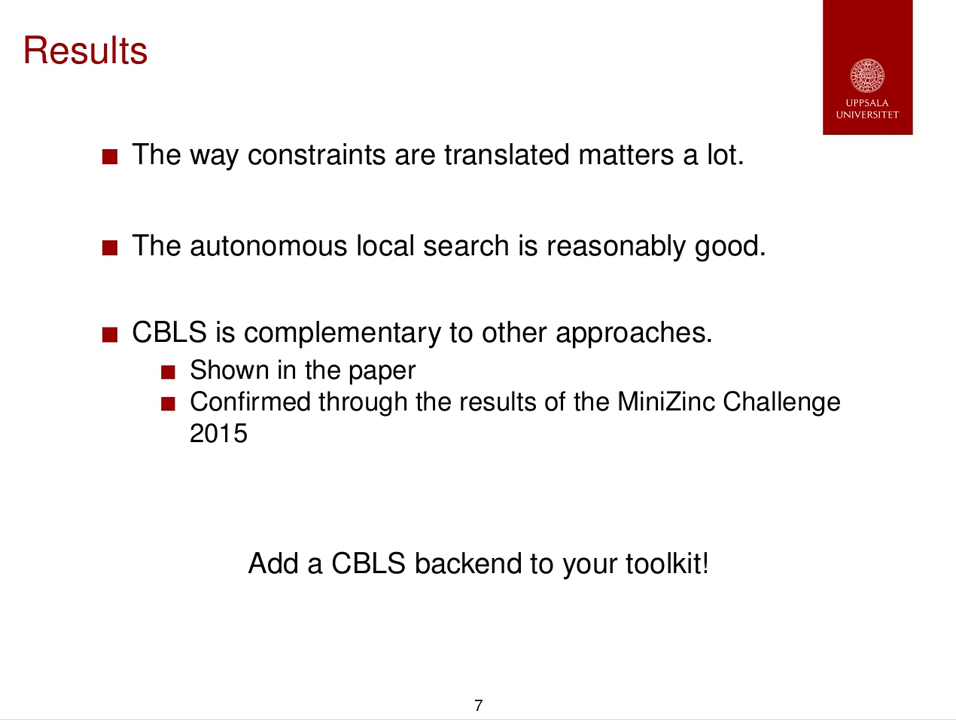 Results
UPPSALA
UNIVERSITET
The way constraints are translated matters a lot.
The autonomous local search is reasonably good.
CBLS is complementary to other approaches.
Shown in the paper
Confirmed through the results of the MiniZinc Challenge
2015
Add a CBLS backend to your toolkit!
7